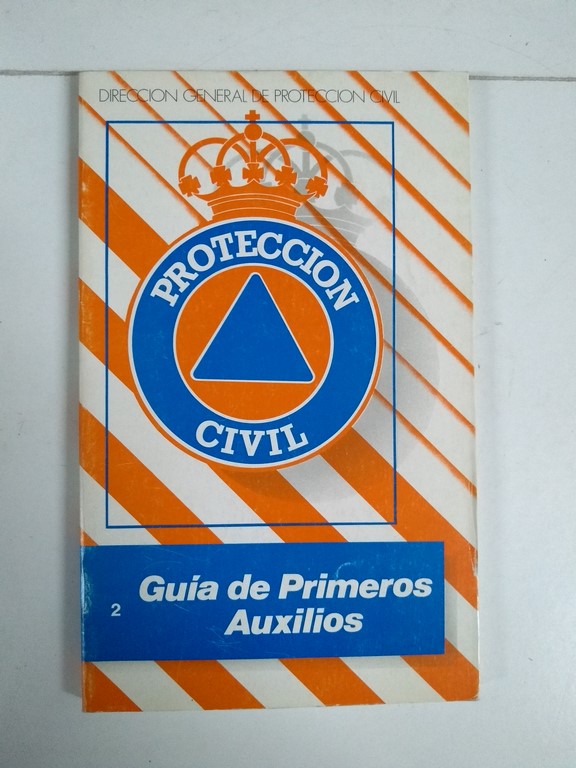 DIRECCION GENERAL DE PROTECCION CIVIL
PROTECCION
CIVIL
2
Guía de Primeros
Auxilios